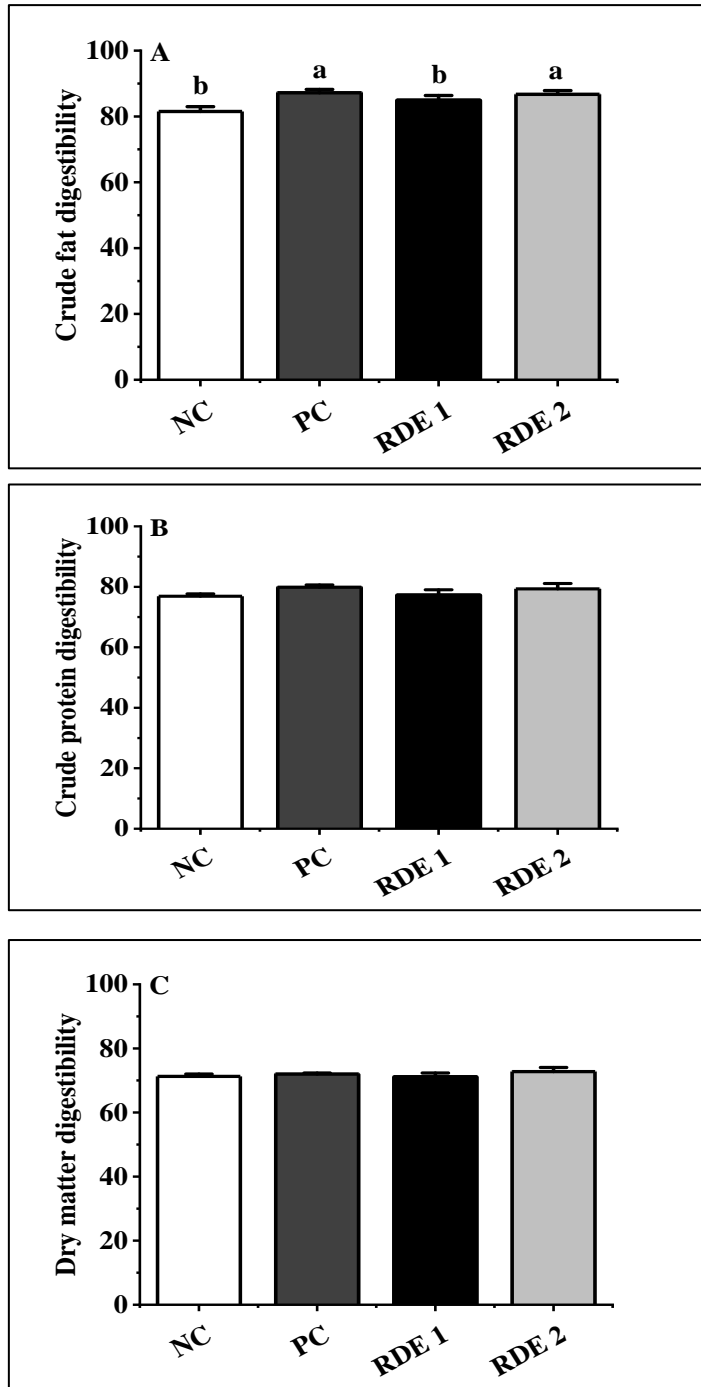 A
b
a
b
a
100
80
60
40
20
0
Crude fat digestibility
NC
PC
RDE 1
RDE 2
B
100
80
60
40
20
0
Crude protein digestibility
NC
PC
RDE 1
RDE 2
C
100
80
60
40
20
0
Dry matter digestibility
NC
PC
RDE 1
RDE 2